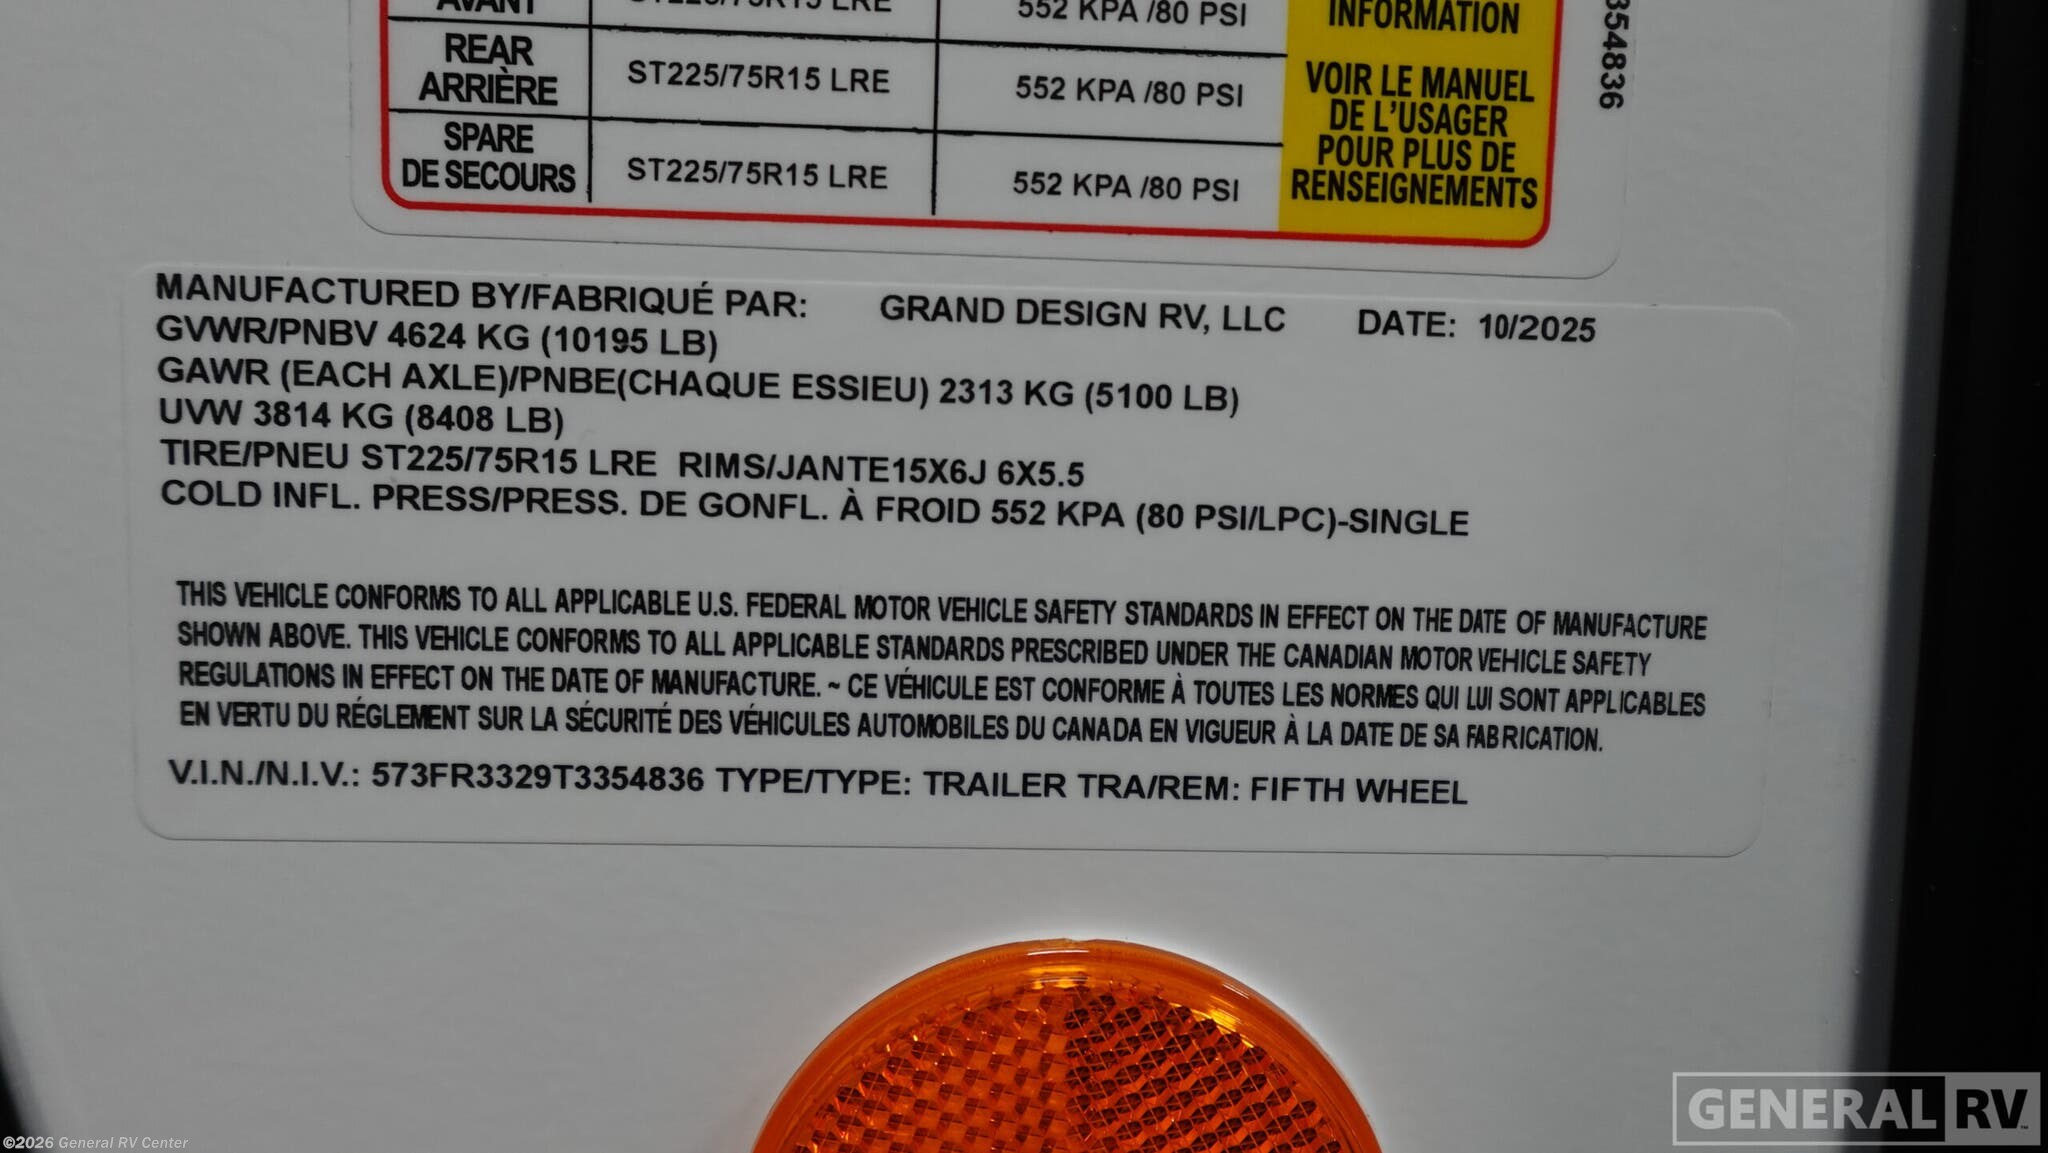 AVANT ST225/75R15 LRE 552 KPA /80 PSI INFORMATION
REAR
ARRIÈRE ST225/75R15 LRE 552 KPA /80 PSI
SPARE
DE SECOURS ST225/75R15 LRE 552 KPA /80 PSI
VOIR LE MANUEL
DE L'USAGER
POUR PLUS DE
RENSEIGNEMENTS
354836
MANUFACTURED BY/FABRIQUÉ PAR: GRAND DESIGN RV, LLC DATE: 10/2025
GVWR/PNBV 4624 KG (10195 LB)
GAWR (EACH AXLE)/PNBE(CHAQUE ESSIEU) 2313 KG (5100 LB)
UVW 3814 KG (8408 LB)
TIRE/PNEU ST225/75R15 LRE RIMS/JANTE15X6J 6X5.5
COLD INFL. PRESS/PRESS. DE GONFL. À FROID 552 KPA (80 PSI/LPC)-SINGLE
THIS VEHICLE CONFORMS TO ALL APPLICABLE U.S. FEDERAL MOTOR VEHICLE SAFETY STANDARDS IN EFFECT ON THE DATE OF MANUFACTURE
SHOWN ABOVE. THIS VEHICLE CONFORMS TO ALL APPLICABLE STANDARDS PRESCRIBED UNDER THE CANADIAN MOTOR VEHICLE SAFETY
REGULATIONS IN EFFECT ON THE DATE OF MANUFACTURE. ~ CE VÉHICULE EST CONFORME À TOUTES LES NORMES QUI LUI SONT APPLICABLES
EN VERTU DU RÉGLEMENT SUR LA SÉCURITÉ DES VÉHICULES AUTOMOBILES DU CANADA EN VIGUEUR À LA DATE DE SA FABRICATION.
V.I.N./N.I.V.: 573FR3329T3354836 TYPE/TYPE: TRAILER TRA/REM: FIFTH WHEEL
GENERAL RV
©2026 General RV Center